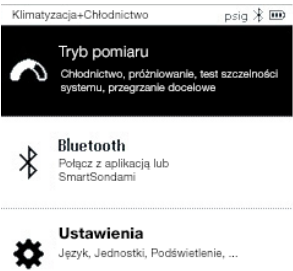 Klimatyzacja+Chłodnictwo psig
Tryb pomiaru
Chłodnictwo, próżniowanie, test szczelności
systemu, przegrzanie docelowe
Bluetooth
Połącz z aplikacją lub
SmartSondami
Ustawienia
Język, Jednostki, Podświetlenie, ...